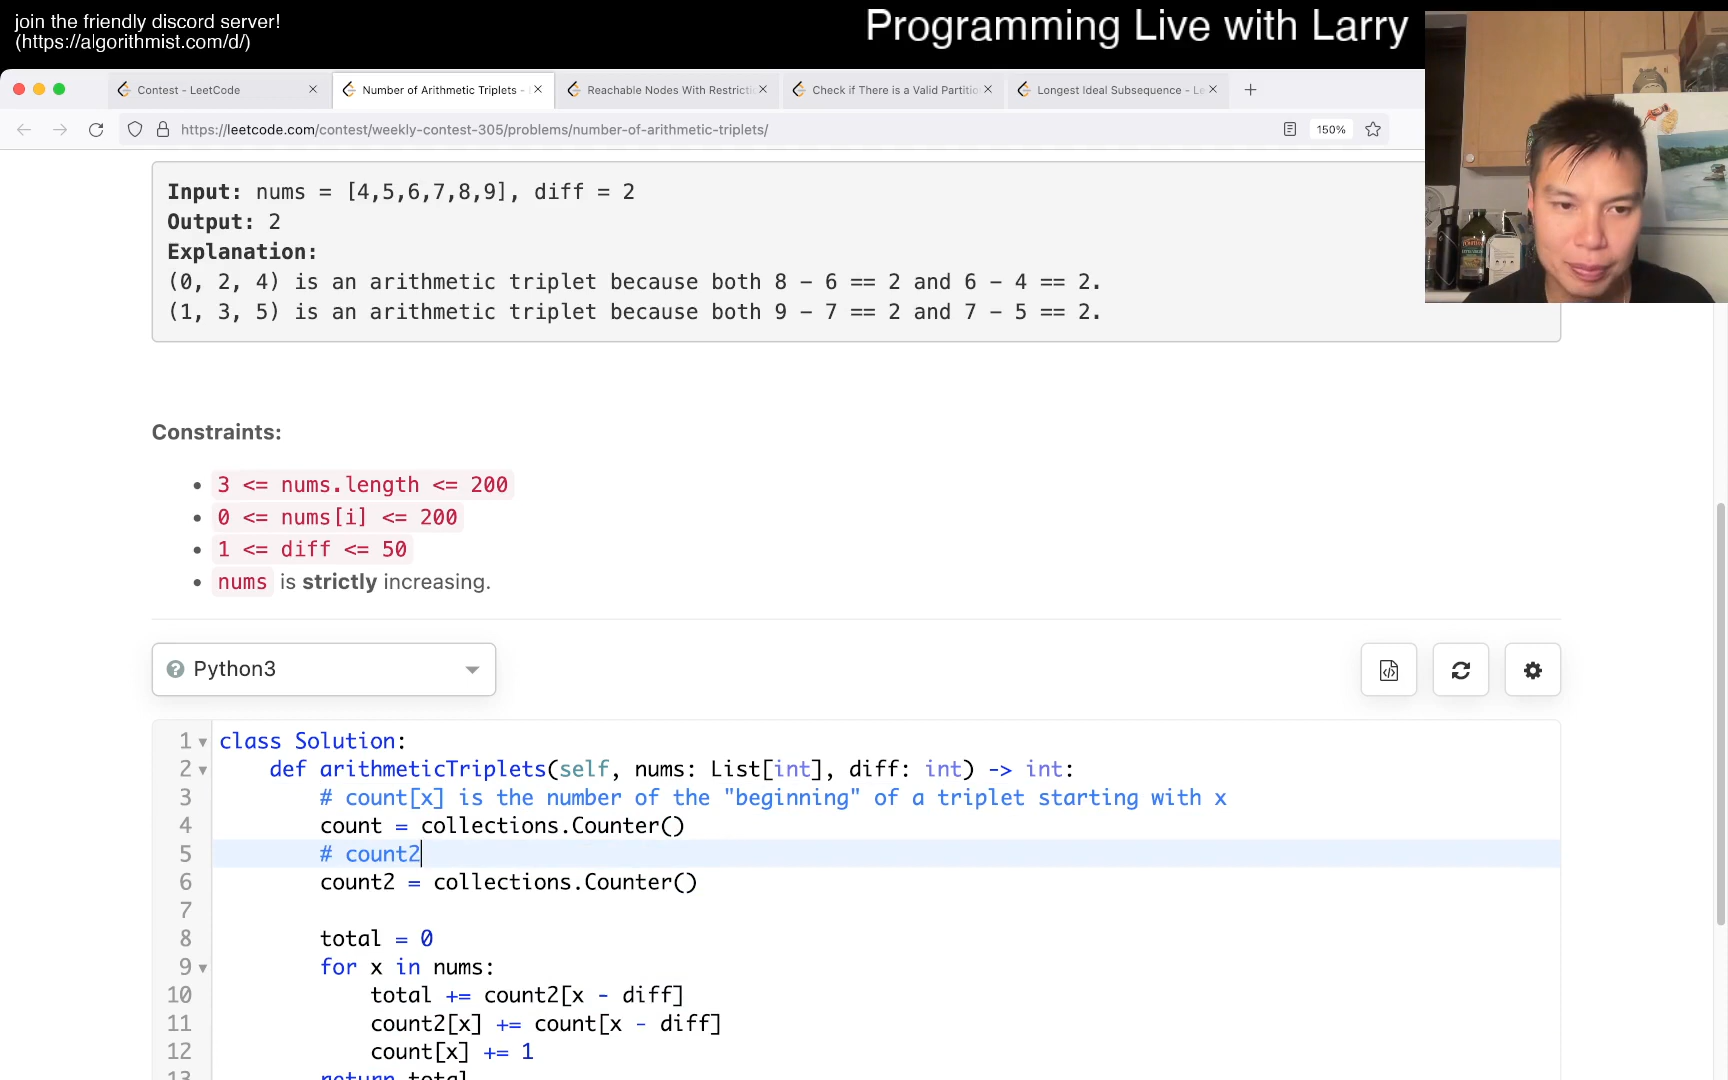 join the friendly discord server!
(https://algorithmist.com/d/)
Programming Live with Larry
Contest - LeetCode
Number of Arithmetic Triplets -
Reachable Nodes With Restricti
Check if There is a Valid Partitio
Longest Ideal Subsequence - Le
https://leetcode.com/contest/weekly-contest-305/problems/number-of-arithmetic-triplets/
150%
Input: nums = [4,5,6,7,8,9], diff = 2
Output: 2
Explanation:
(0, 2, 4) is an arithmetic triplet because both 8 - 6 == 2 and 6 - 4 == 2.
(1, 3, 5) is an arithmetic triplet because both 9 - 7 == 2 and 7 - 5 == 2.
Constraints:
• 3 <= nums.length <= 200
• 0 <= nums[i] <= 200
• 1 <= diff <= 50
• nums is strictly increasing.
Python3
1 class Solution:
2 def arithmeticTriplets(self, nums: List[int], diff: int) -> int:
3 # count[x] is the number of the "beginning" of a triplet starting with x
4 count = collections.Counter()
5 # count2
6 count2 = collections.Counter()
7
8 total = 0
9 for x in nums:
10 total += count2[x - diff]
11 count2[x] += count[x - diff]
12 count[x] += 1
13 return total